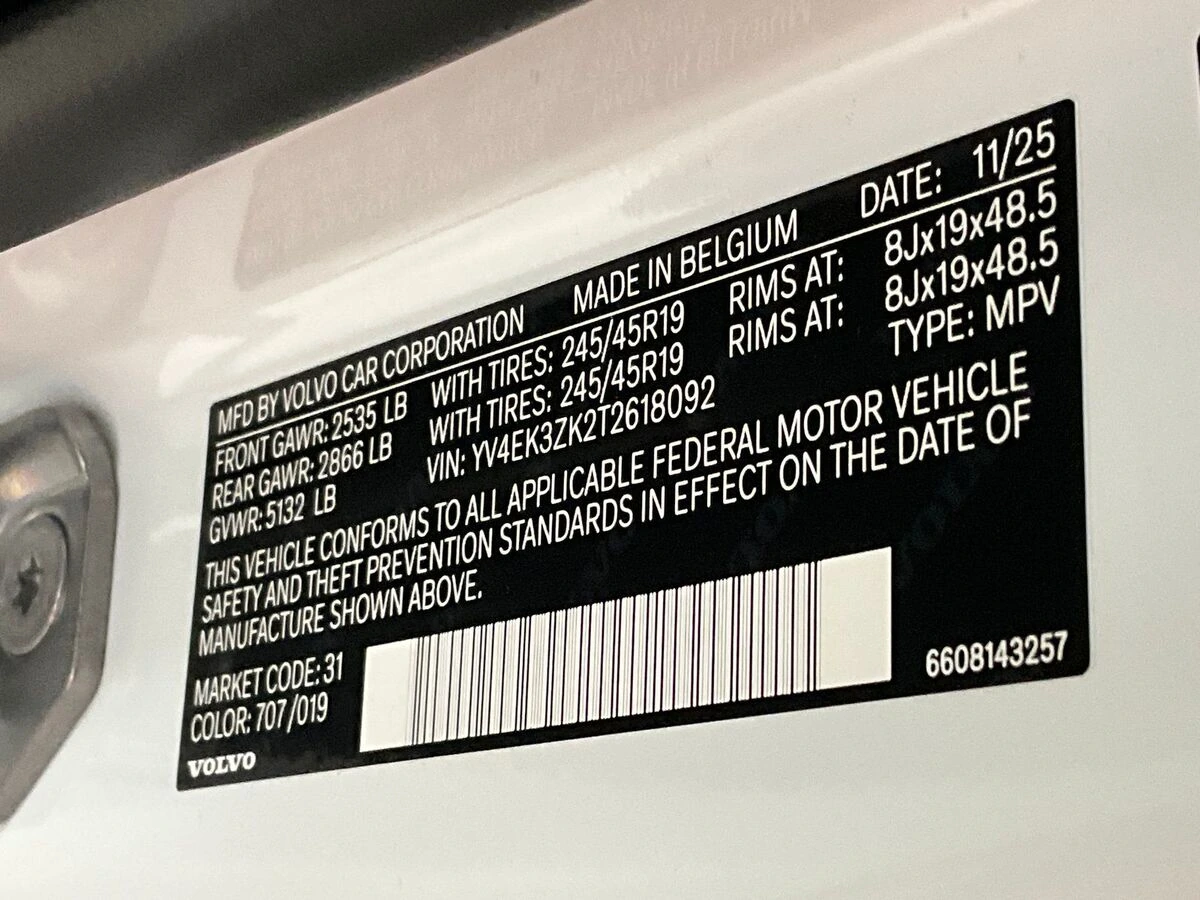 MFD BY VOLVO CAR CORPORATION MADE IN BELGIUM DATE: 11/25
FRONT GAWR: 2535 LB WITH TIRES: 245/45R19 RIMS AT: 8Jx19x48.5
REAR GAWR: 2866 LB WITH TIRES: 245/45R19 RIMS AT: 8Jx19x48.5
GVWR: 5132 LB VIN: YV4EK3ZK2T2618092 TYPE: MPV
THIS VEHICLE CONFORMS TO ALL APPLICABLE FEDERAL MOTOR VEHICLE
SAFETY AND THEFT PREVENTION STANDARDS IN EFFECT ON THE DATE OF
MANUFACTURE SHOWN ABOVE.
MARKET CODE: 31
COLOR: 707/019
VOLVO
6608143257